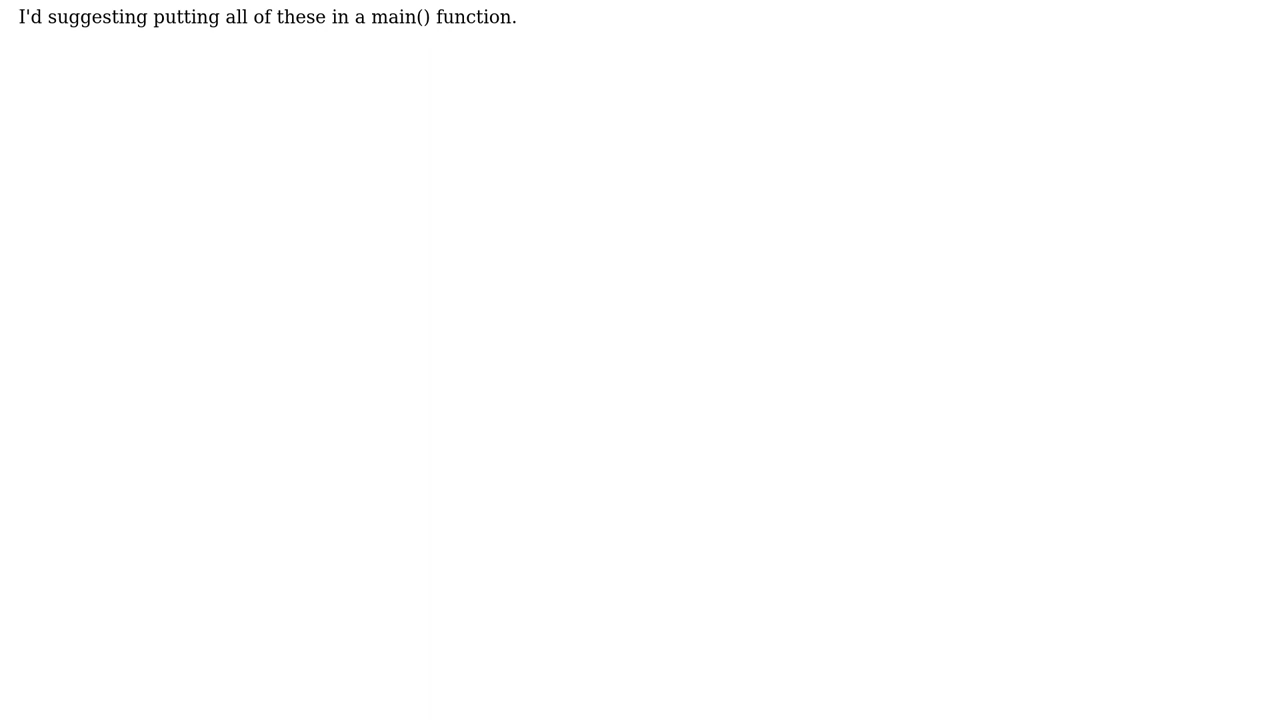 I'd suggesting putting all of these in a main() function.